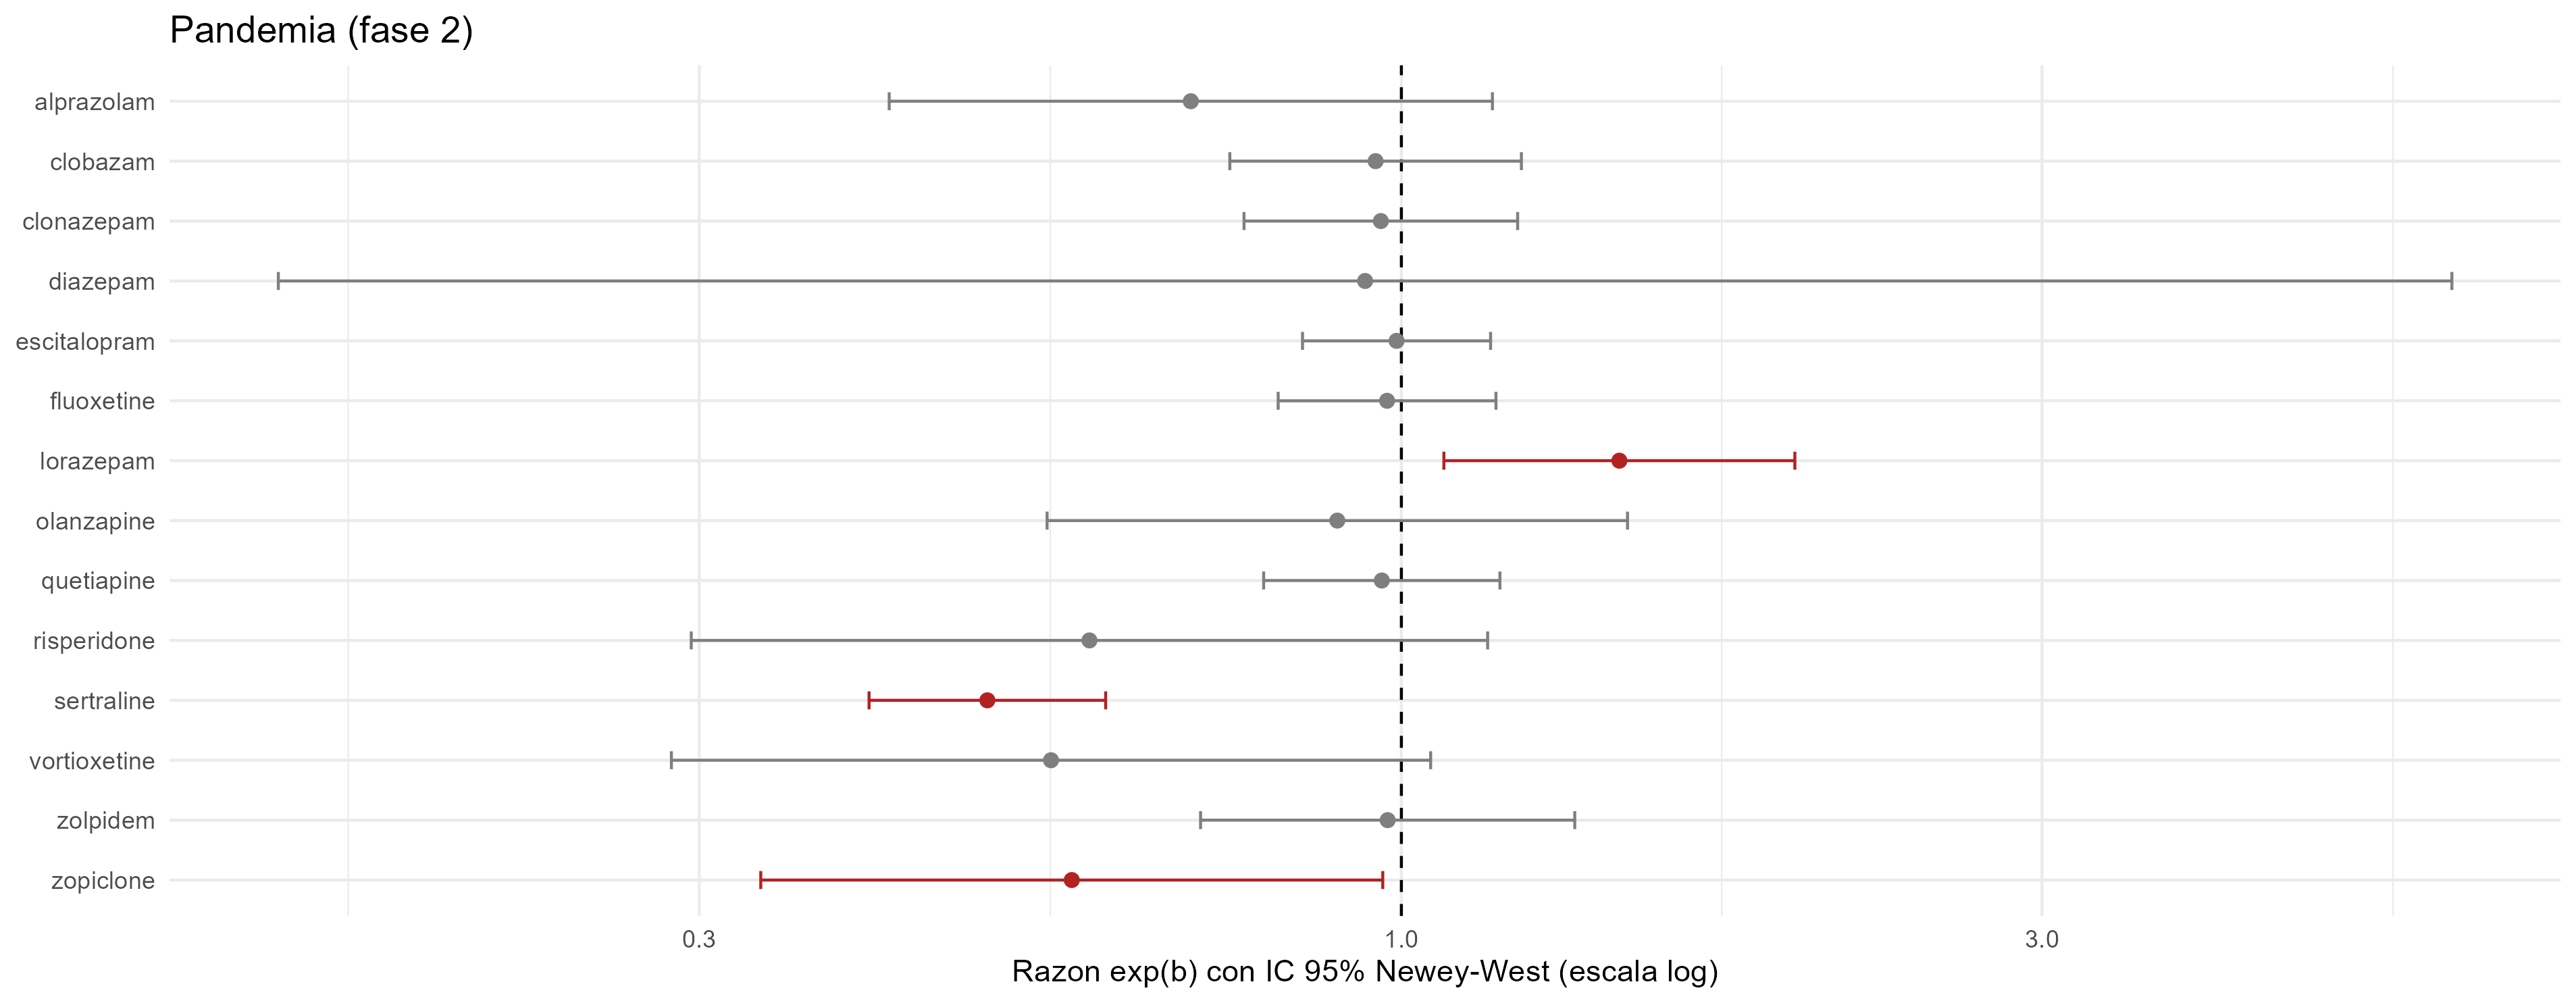 Pandemia (fase 2)
alprazolam
clobazam
clonazepam
diazepam
escitalopram
fluoxetine
lorazepam
olanzapine
quetiapine
risperidone
sertraline
vortioxetine
zolpidem
zopiclone
0.3 1.0 3.0
Razon exp(b) con IC 95% Newey-West (escala log)